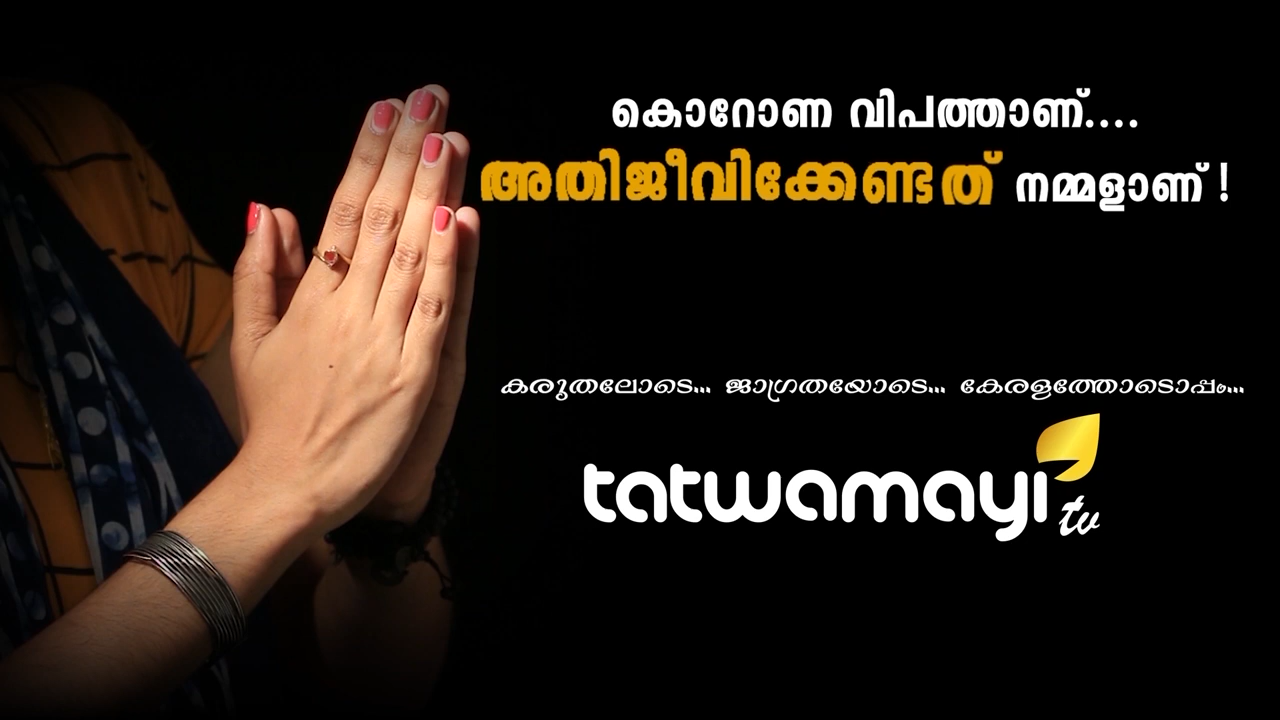 കൊറോണ വിപത്താണ്....
അതിജീവിക്കേണ്ടത് നമ്മളാണ് !
കരുതലോടെ... ജാഗ്രതയോടെ... കേരളത്തോടൊപ്പം...
tatwamayi
tv